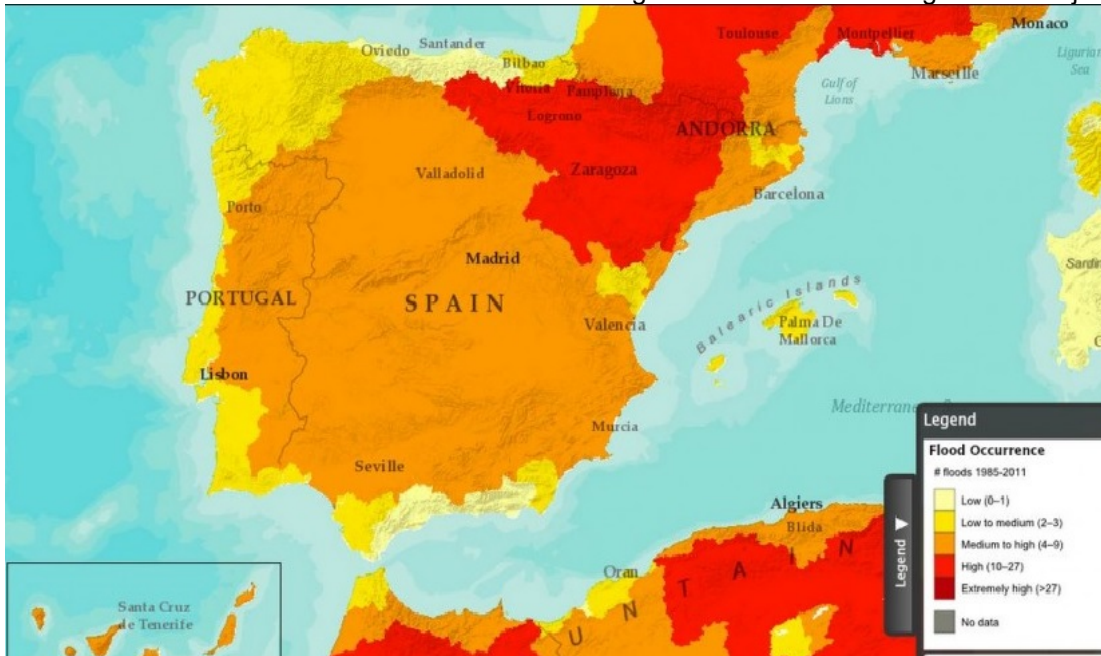 Monaco
Toulouse
Montpellier
Santander
Oviedo
Bilbao
Ligurian
Sea
Marseille
Gulf of
Lions
Vitoria
Pamplona
Logrono
ANDORRA
Zaragoza
Valladolid
Barcelona
Porto
Madrid
PORTUGAL
SPAIN
Balearic Islands
Valencia
Palma De
Mallorca
Lisbon
Murcia
Seville
Algiers
Blida
Oran
UNTAIN
Santa Cruz
de Tenerife
Legend
Legend
Flood Occurrence
# floods 1985-2011
Low (0–1)
Low to medium (2–3)
Medium to high (4–9)
High (10–27)
Extremely high (>27)
No data